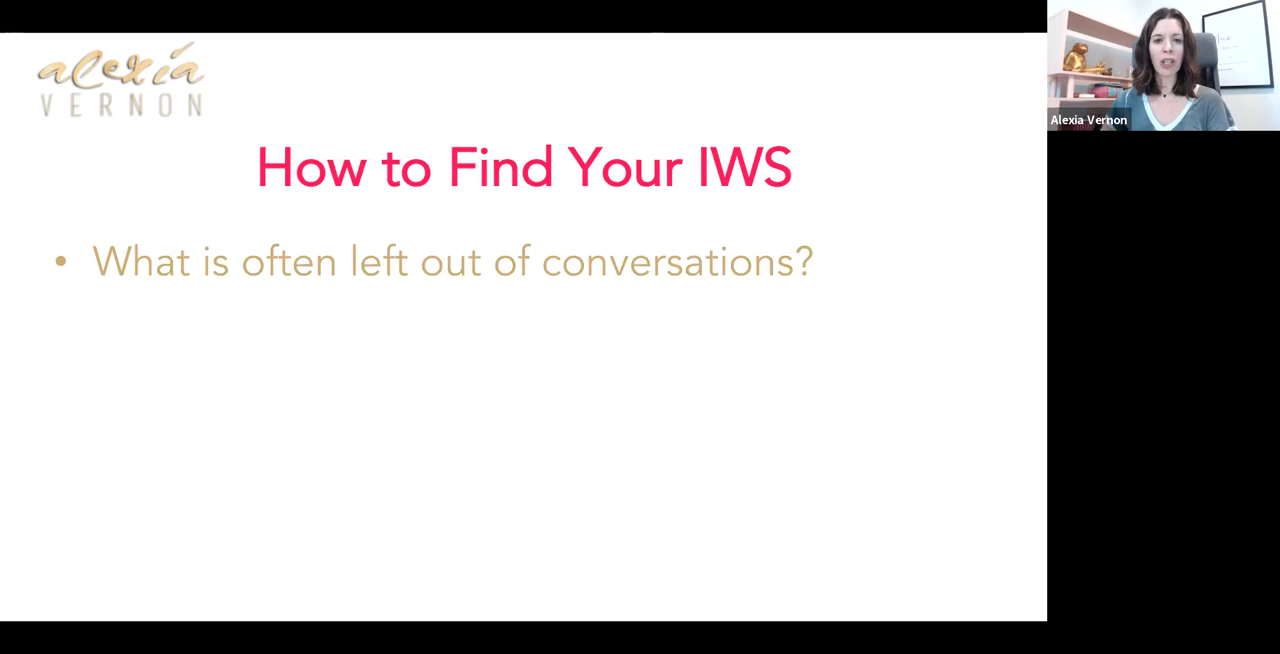 alexia
VERNON
Alexia Vernon
How to Find Your IWS
• What is often left out of conversations?